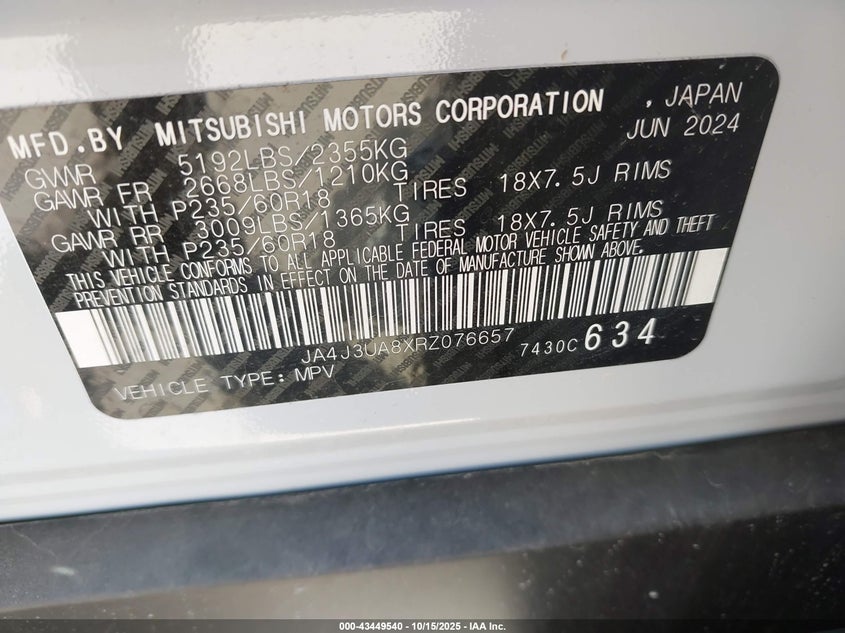 MFD.BY MITSUBISHI MOTORS CORPORATION , JAPAN
JUN 2024
GVWR 5192LBS/2355KG
GAWR FR 2668LBS/1210KG TIRES 18X7.5J RIMS
WITH P235/60R18
GAWR RR 3009LBS/1365KG TIRES 18X7.5J RIMS
WITH P235/60R18
THIS VEHICLE CONFORMS TO ALL APPLICABLE FEDERAL MOTOR VEHICLE SAFETY AND THEFT
PREVENTION STANDARDS IN EFFECT ON THE DATE OF MANUFACTURE SHOWN ABOVE.
JA4J3UA8XRZ076657 7430C 634
VEHICLE TYPE: MPV
000-43449540 - 10/15/2025 - IAA Inc.